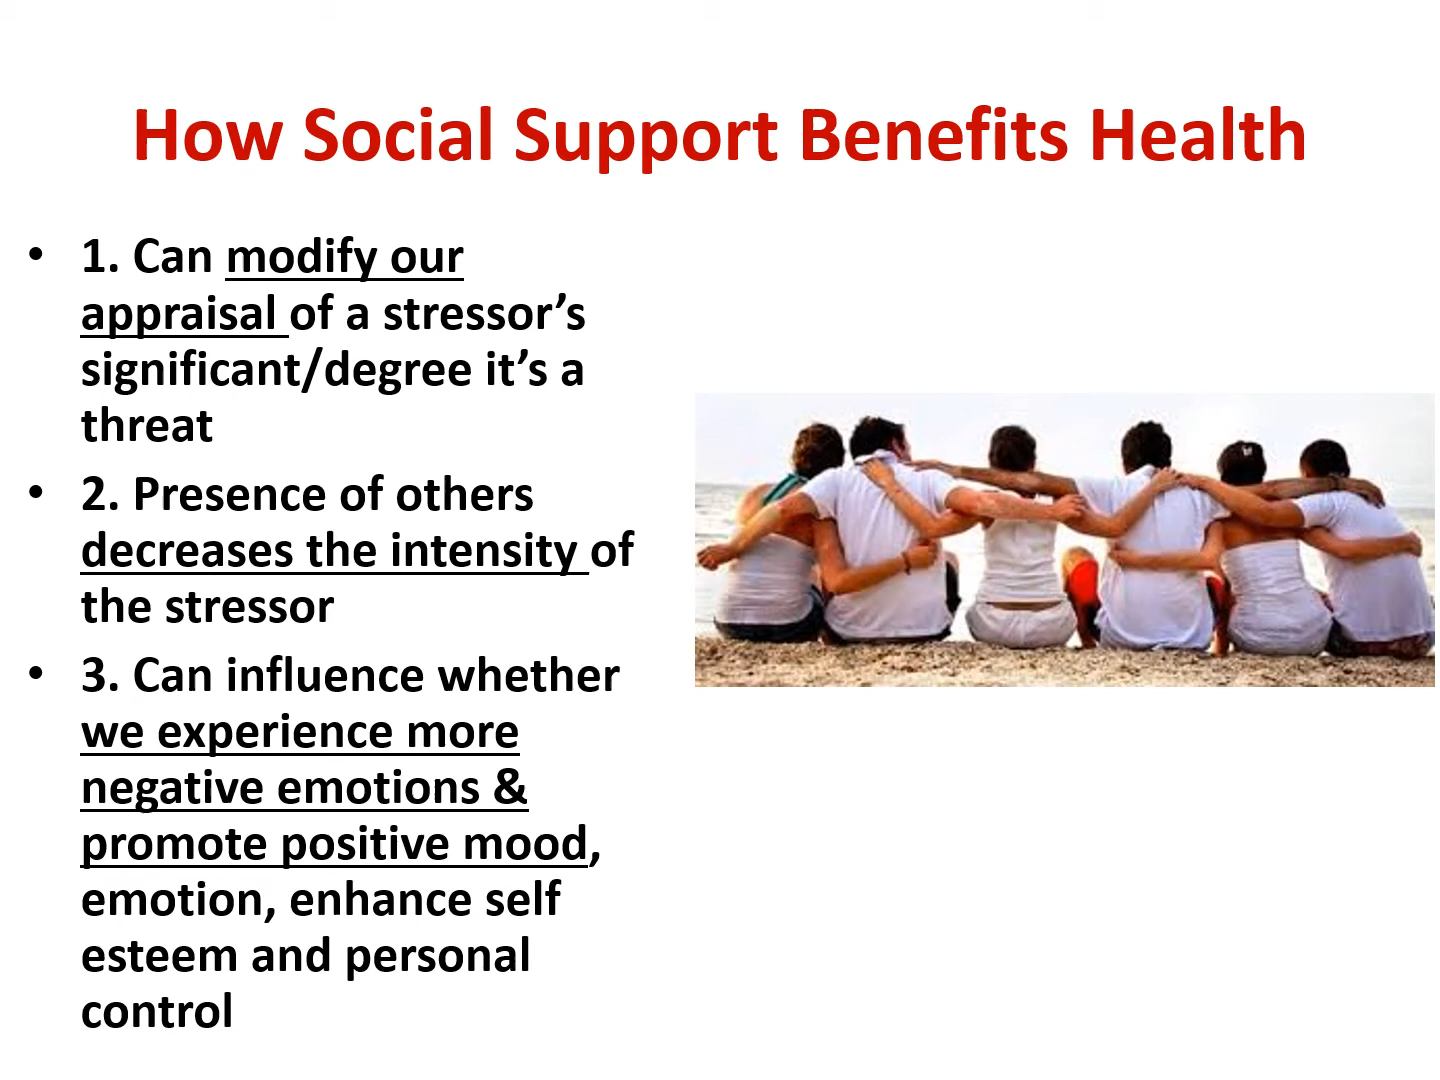 How Social Support Benefits Health
• 1. Can modify our
appraisal of a stressor’s
significant/degree it’s a
threat
• 2. Presence of others
decreases the intensity of
the stressor
• 3. Can influence whether
we experience more
negative emotions &
promote positive mood,
emotion, enhance self
esteem and personal
control